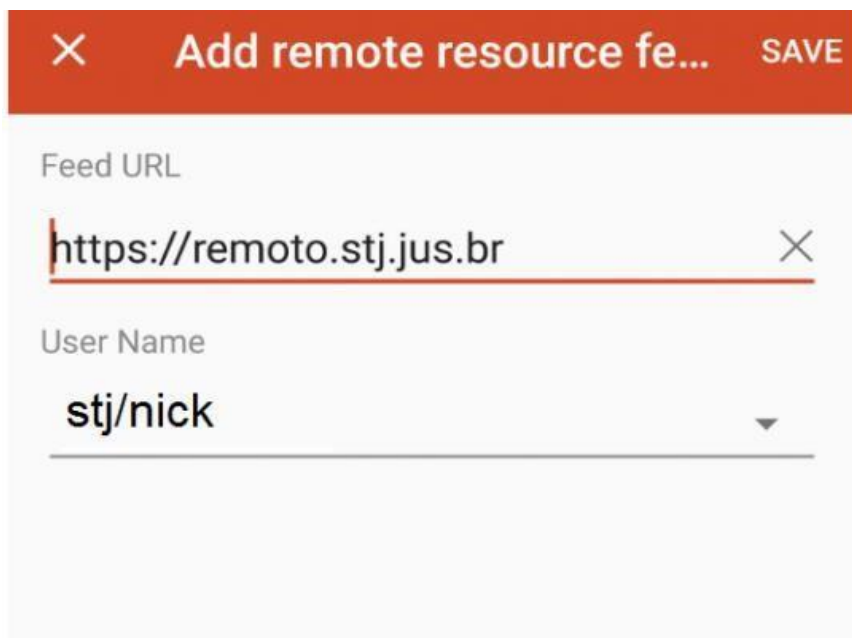 Add remote resource fe... SAVE
Feed URL
https://remoto.stj.jus.br
User Name
stj/nick